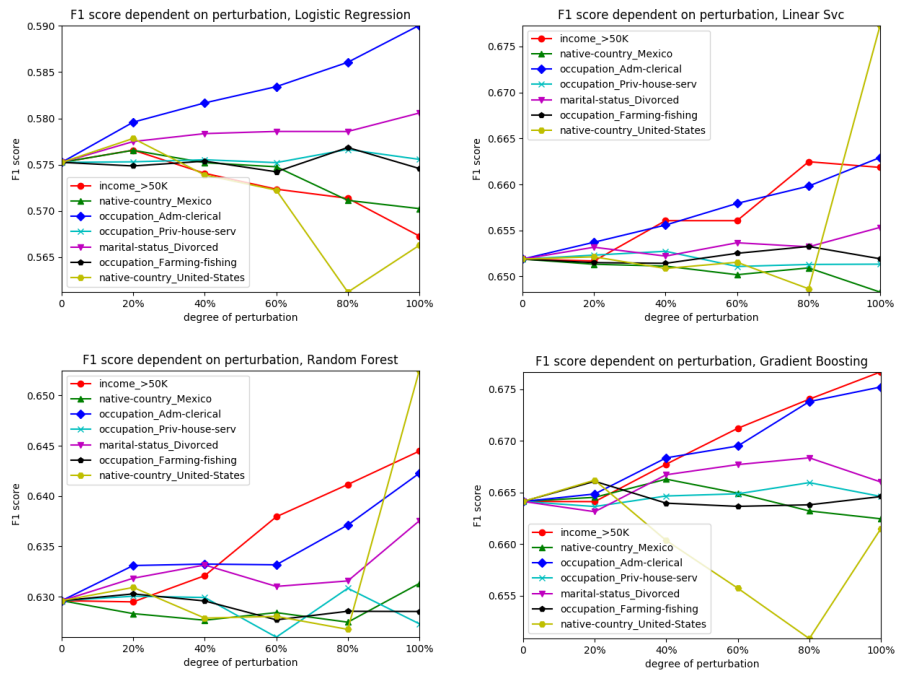 F1 score dependent on perturbation, Logistic Regression
F1 score
0.590
0.585
0.580
0.575
0.570
0.565
income_>50K
native-country_Mexico
occupation_Adm-clerical
occupation_Priv-house-serv
marital-status_Divorced
occupation_Farming-fishing
native-country_United-States
0 20% 40% 60% 80% 100%
degree of perturbation
F1 score dependent on perturbation, Linear Svc
F1 score
0.675
0.670
0.665
0.660
0.655
0.650
income_>50K
native-country_Mexico
occupation_Adm-clerical
occupation_Priv-house-serv
marital-status_Divorced
occupation_Farming-fishing
native-country_United-States
0 20% 40% 60% 80% 100%
degree of perturbation
F1 score dependent on perturbation, Random Forest
F1 score
0.650
0.645
0.640
0.635
0.630
income_>50K
native-country_Mexico
occupation_Adm-clerical
occupation_Priv-house-serv
marital-status_Divorced
occupation_Farming-fishing
native-country_United-States
0 20% 40% 60% 80% 100%
degree of perturbation
F1 score dependent on perturbation, Gradient Boosting
F1 score
0.675
0.670
0.665
0.660
0.655
income_>50K
native-country_Mexico
occupation_Adm-clerical
occupation_Priv-house-serv
marital-status_Divorced
occupation_Farming-fishing
native-country_United-States
0 20% 40% 60% 80% 100%
degree of perturbation